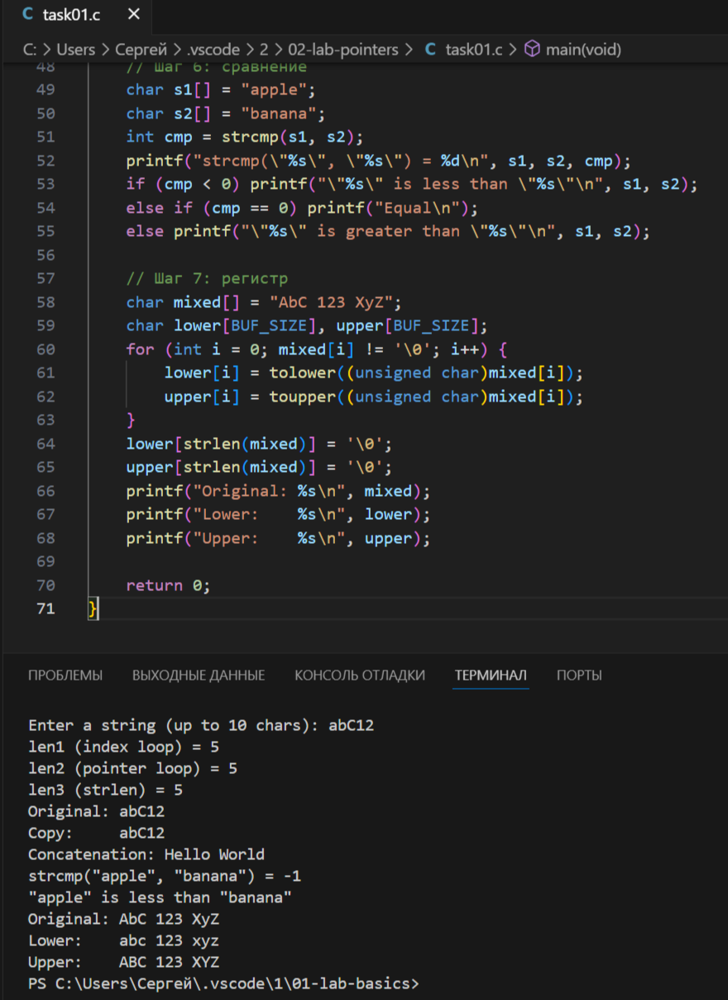 C task01.c ×
C: > Users > Сергей > .vscode > 2 > 02-lab-pointers > C task01.c > main(void)
48 // Шаг 6: сравнение
49 char s1[] = "apple";
50 char s2[] = "banana";
51 int cmp = strcmp(s1, s2);
52 printf("strcmp(\"%s\", \"%s\") = %d\n", s1, s2, cmp);
53 if (cmp < 0) printf("\"%s\" is less than \"%s\"\n", s1, s2);
54 else if (cmp == 0) printf("Equal\n");
55 else printf("\"%s\" is greater than \"%s\"\n", s1, s2);
56
57 // Шаг 7: регистр
58 char mixed[] = "AbC 123 XyZ";
59 char lower[BUF_SIZE], upper[BUF_SIZE];
60 for (int i = 0; mixed[i] != '\0'; i++) {
61 lower[i] = tolower((unsigned char)mixed[i]);
62 upper[i] = toupper((unsigned char)mixed[i]);
63 }
64 lower[strlen(mixed)] = '\0';
65 upper[strlen(mixed)] = '\0';
66 printf("Original: %s\n", mixed);
67 printf("Lower:    %s\n", lower);
68 printf("Upper:    %s\n", upper);
69
70 return 0;
71 }
ПРОБЛЕМЫ ВЫХОДНЫЕ ДАННЫЕ КОНСОЛЬ ОТЛАДКИ ТЕРМИНАЛ ПОРТЫ
Enter a string (up to 10 chars): abC12
len1 (index loop) = 5
len2 (pointer loop) = 5
len3 (strlen) = 5
Original: abC12
Copy:     abC12
Concatenation: Hello World
strcmp("apple", "banana") = -1
"apple" is less than "banana"
Original: AbC 123 XyZ
Lower:    abc 123 xyz
Upper:    ABC 123 XYZ
PS C:\Users\Сергей\.vscode\1\01-lab-basics>